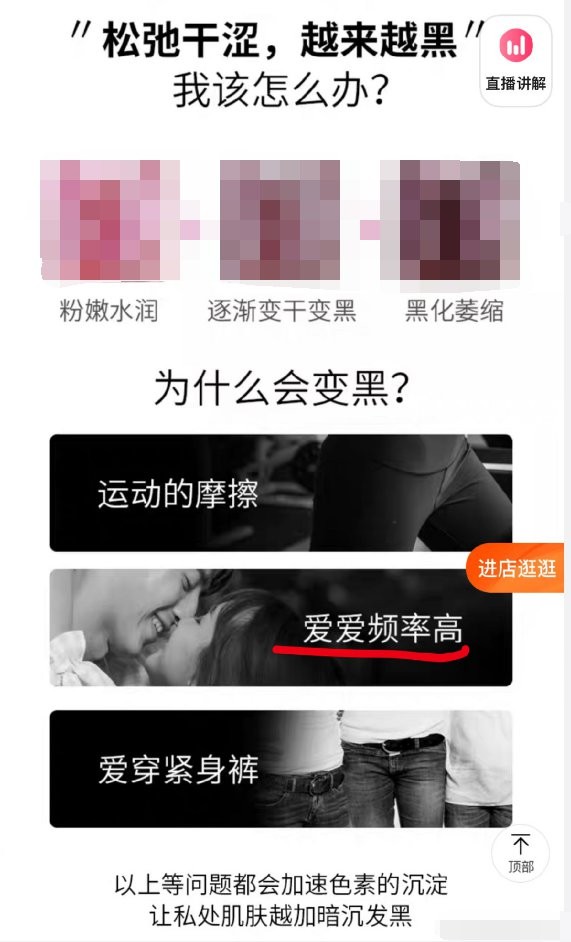 "松弛干涩，越来越黑"
直播讲解
我该怎么办？
粉嫩水润
逐渐变干变黑
黑化萎缩
为什么会变黑？
运动的摩擦
进店逛逛
爱爱频率高
爱穿紧身裤
顶部
以上等问题都会加速色素的沉淀
让私处肌肤越加暗沉发黑